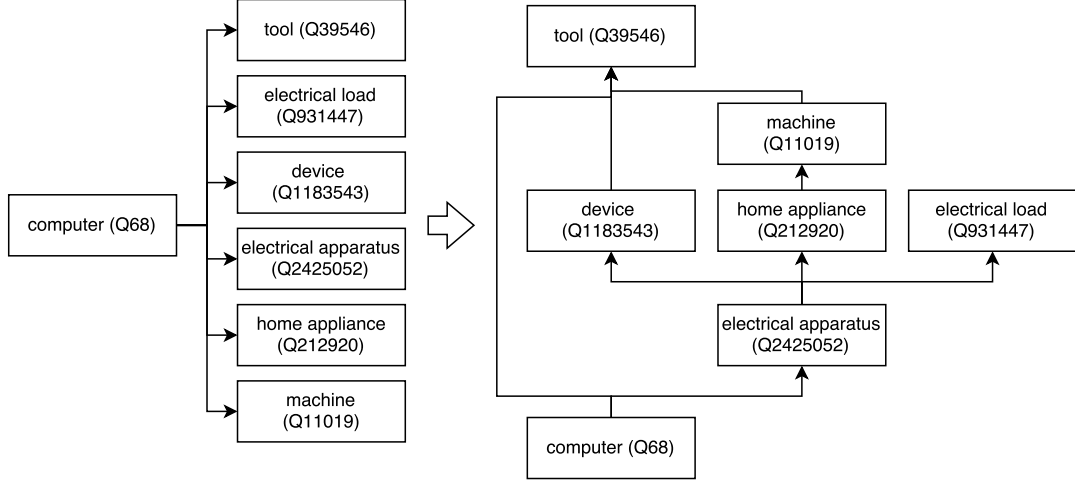 computer (Q68)
tool (Q39546)
electrical load
(Q931447)
device
(Q1183543)
electrical apparatus
(Q2425052)
home appliance
(Q212920)
machine
(Q11019)
tool (Q39546)
machine
(Q11019)
device
(Q1183543)
home appliance
(Q212920)
electrical load
(Q931447)
electrical apparatus
(Q2425052)
computer (Q68)